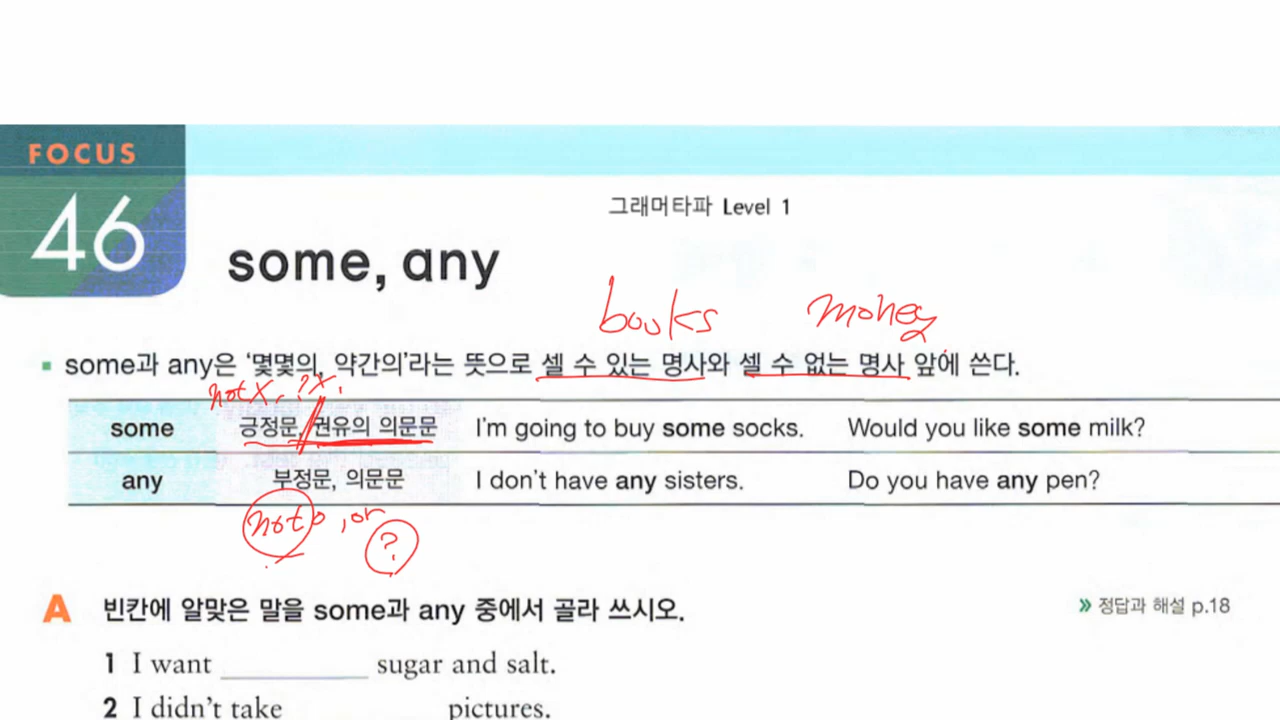 FOCUS
46
그래머타파 Level 1
some, any
books money
some과 any은 '몇몇의, 약간의'라는 뜻으로 셀 수 있는 명사와 셀 수 없는 명사 앞에 쓴다.
not X, ? X,
some 긍정문, 권유의 의문문 I'm going to buy some socks. Would you like some milk?
any 부정문, 의문문 I don't have any sisters. Do you have any pen?
not o, or
?
A 빈칸에 알맞은 말을 some과 any 중에서 골라 쓰시오. 정답과 해설 p.18
1 I want ________ sugar and salt.
2 I didn't take ________ pictures.